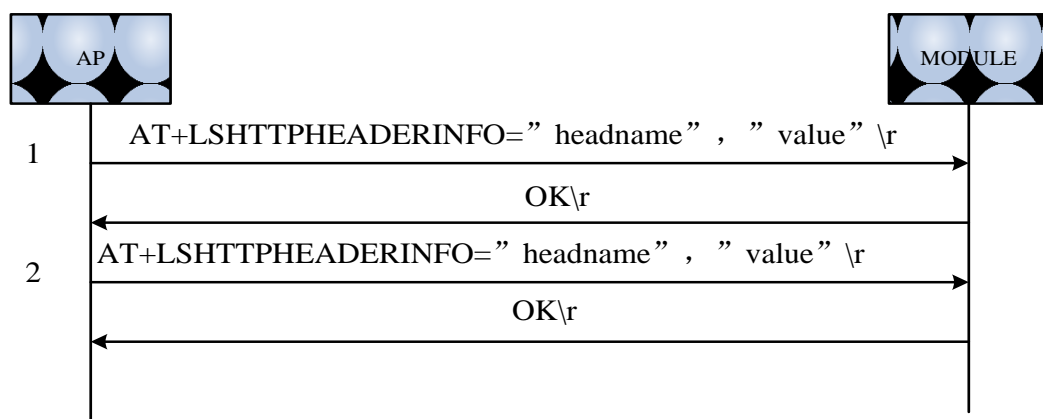 AP
MODULE
1
AT+LSHTTPHEADERINFO=”headname”，”value”\r
OK\r
2
AT+LSHTTPHEADERINFO=”headname”，”value”\r
OK\r